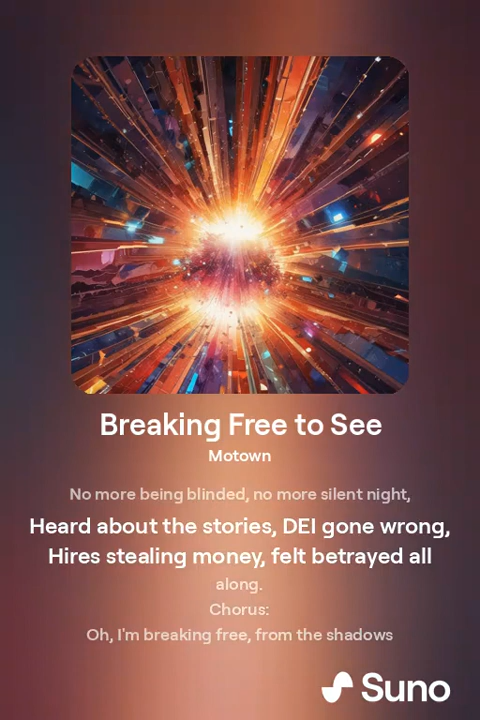 Breaking Free to See
Motown
No more being blinded, no more silent night,
Heard about the stories, DEI gone wrong,
Hires stealing money, felt betrayed all
along.
Chorus:
Oh, I'm breaking free, from the shadows
Suno